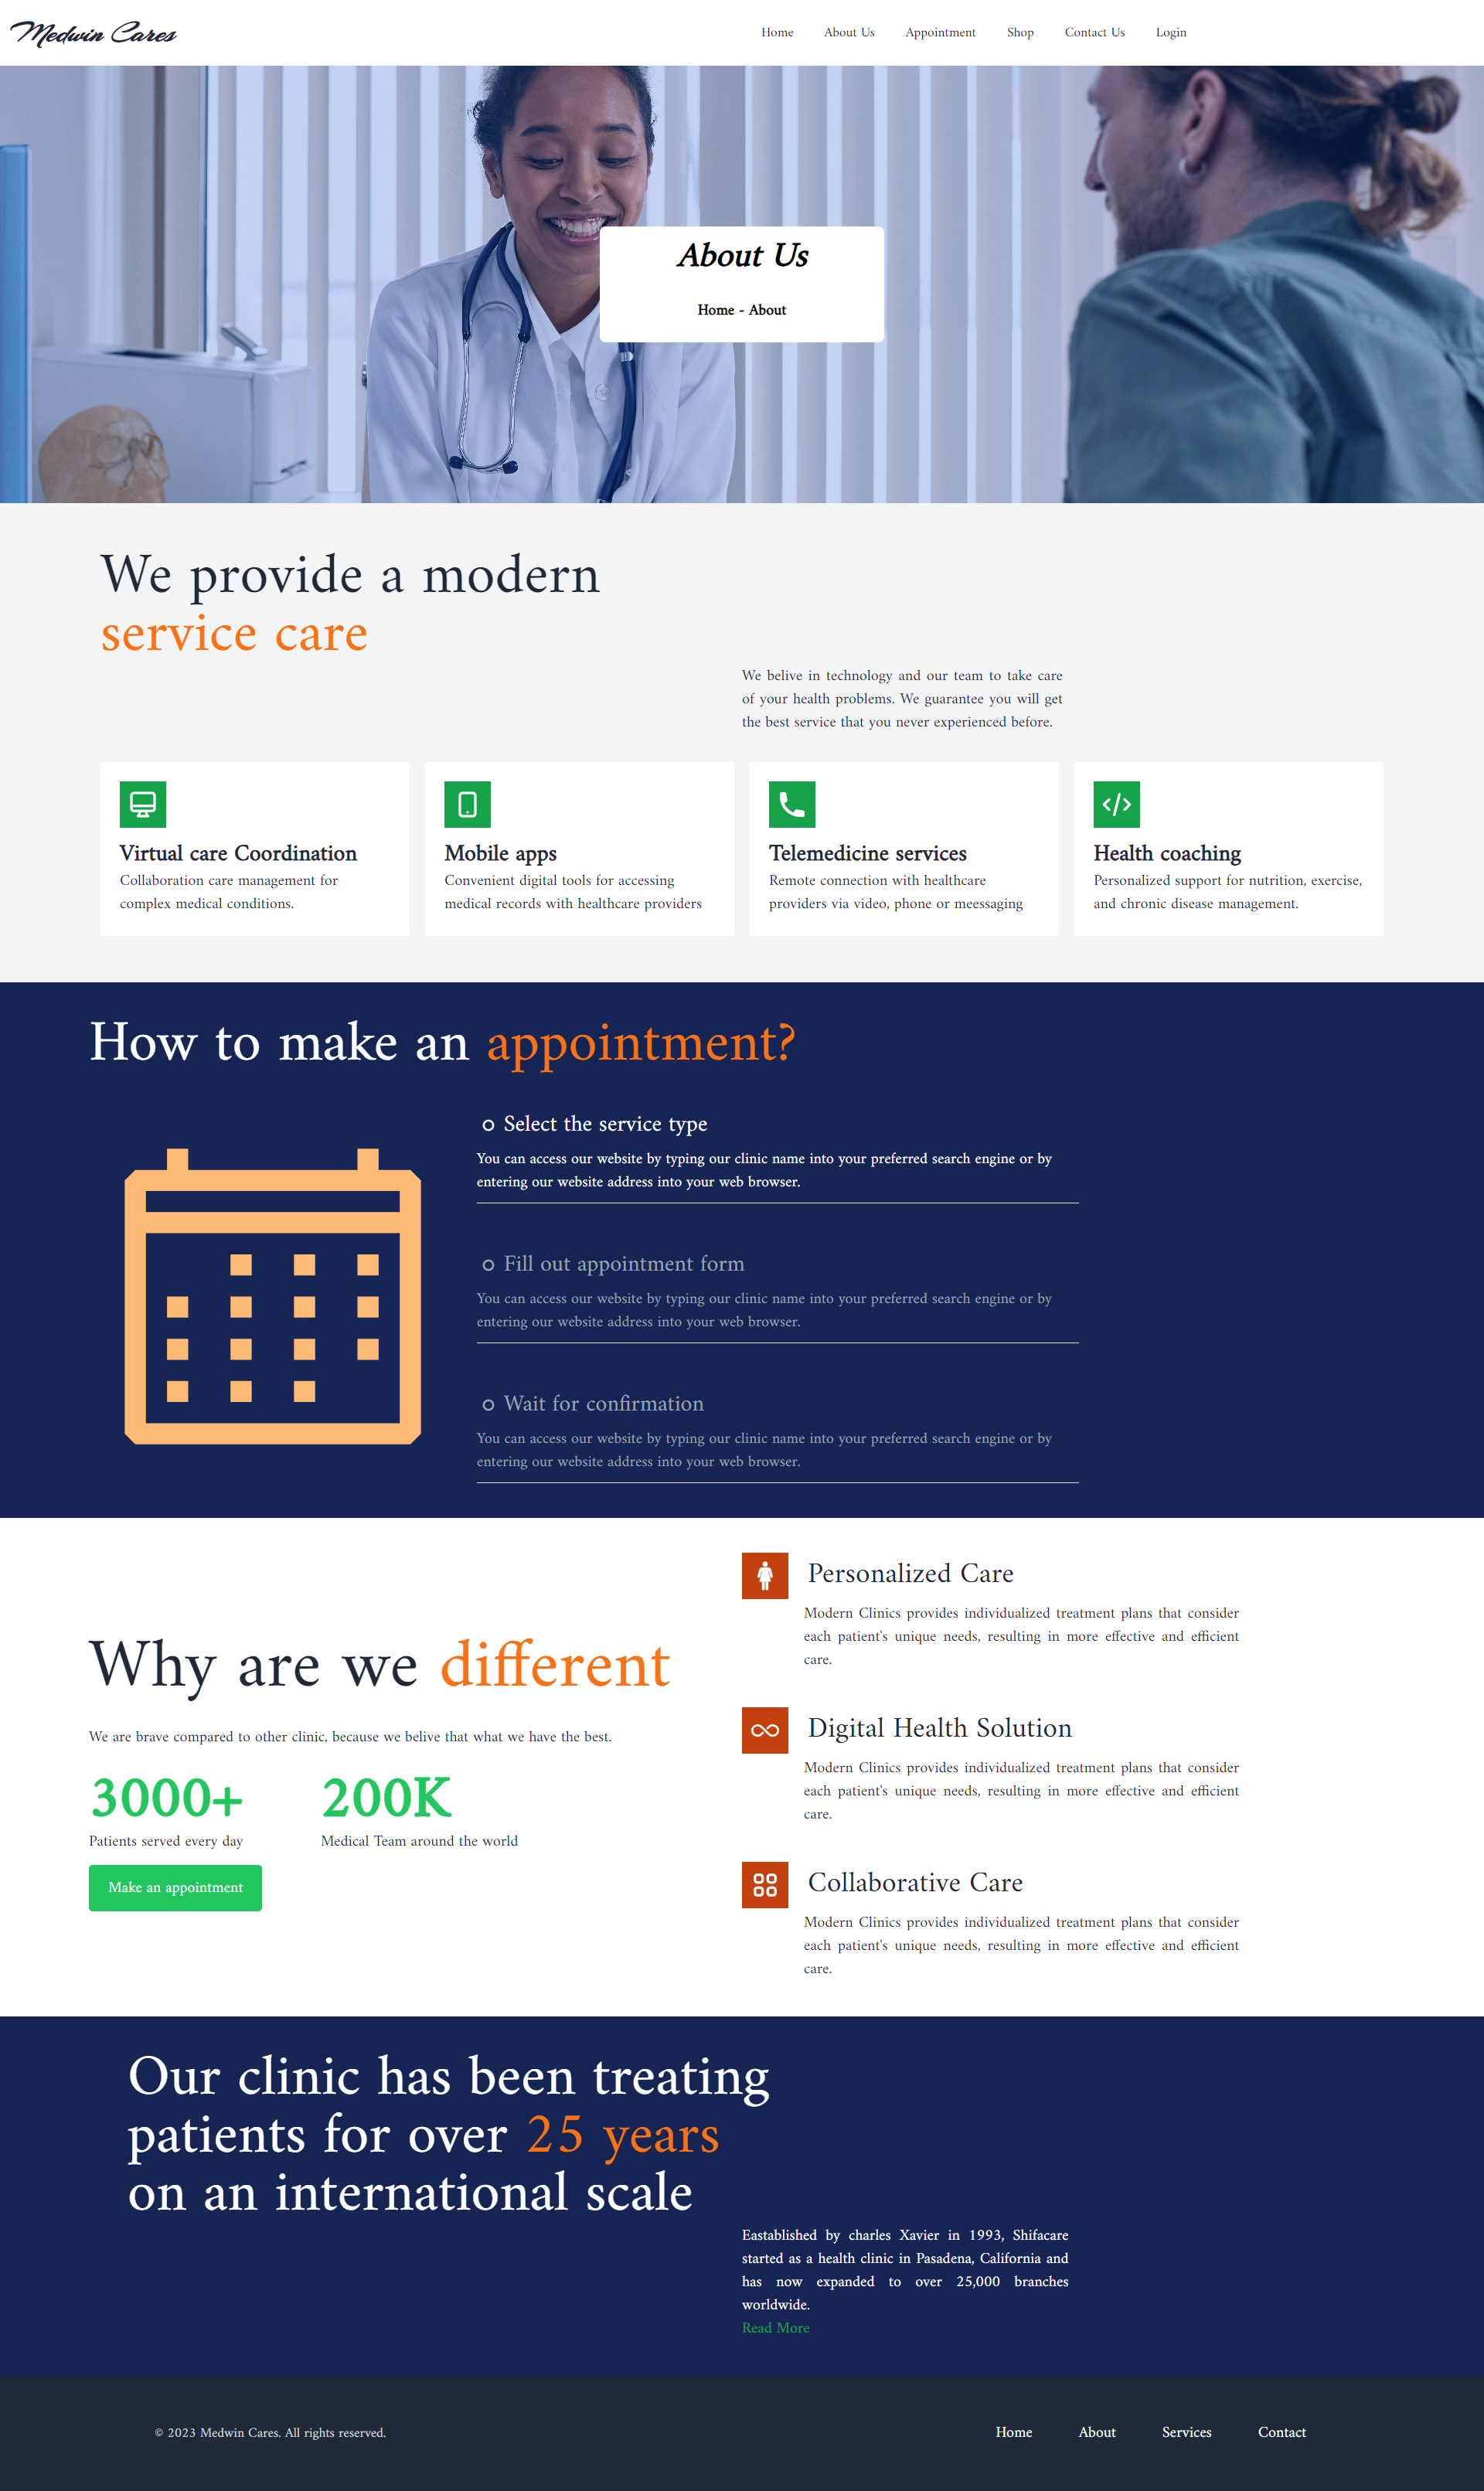 Medwin Cares
Home About Us Appointment Shop Contact Us Login
About Us
Home - About
We provide a modern
service care
We belive in technology and our team to take care
of your health problems. We guarantee you will get
the best service that you never experienced before.
Virtual care Coordination
Collaboration care management for
complex medical conditions.
Mobile apps
Convenient digital tools for accessing
medical records with healthcare providers
Telemedicine services
Remote connection with healthcare
providers via video, phone or meessaging
Health coaching
Personalized support for nutrition, exercise,
and chronic disease management.
How to make an appointment?
Select the service type
You can access our website by typing our clinic name into your preferred search engine or by
entering our website address into your web browser.
Fill out appointment form
You can access our website by typing our clinic name into your preferred search engine or by
entering our website address into your web browser.
Wait for confirmation
You can access our website by typing our clinic name into your preferred search engine or by
entering our website address into your web browser.
Why are we different
We are brave compared to other clinic, because we belive that what we have the best.
3000+
Patients served every day
200K
Medical Team around the world
Make an appointment
Personalized Care
Modern Clinics provides individualized treatment plans that consider
each patient's unique needs, resulting in more effective and efficient
care.
Digital Health Solution
Modern Clinics provides individualized treatment plans that consider
each patient's unique needs, resulting in more effective and efficient
care.
Collaborative Care
Modern Clinics provides individualized treatment plans that consider
each patient's unique needs, resulting in more effective and efficient
care.
Our clinic has been treating
patients for over 25 years
on an international scale
Eastablished by charles Xavier in 1993, Shifacare
started as a health clinic in Pasadena, California and
has now expanded to over 25,000 branches
worldwide.
Read More
© 2023 Medwin Cares. All rights reserved.
Home About Services Contact